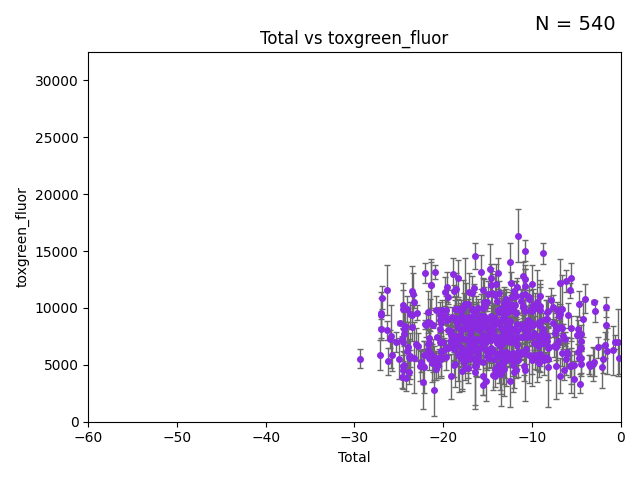 N = 540
Total vs toxgreen_fluor
30000
25000
20000
15000
10000
5000
0
toxgreen_fluor
−60 −50 −40 −30 −20 −10 0
Total